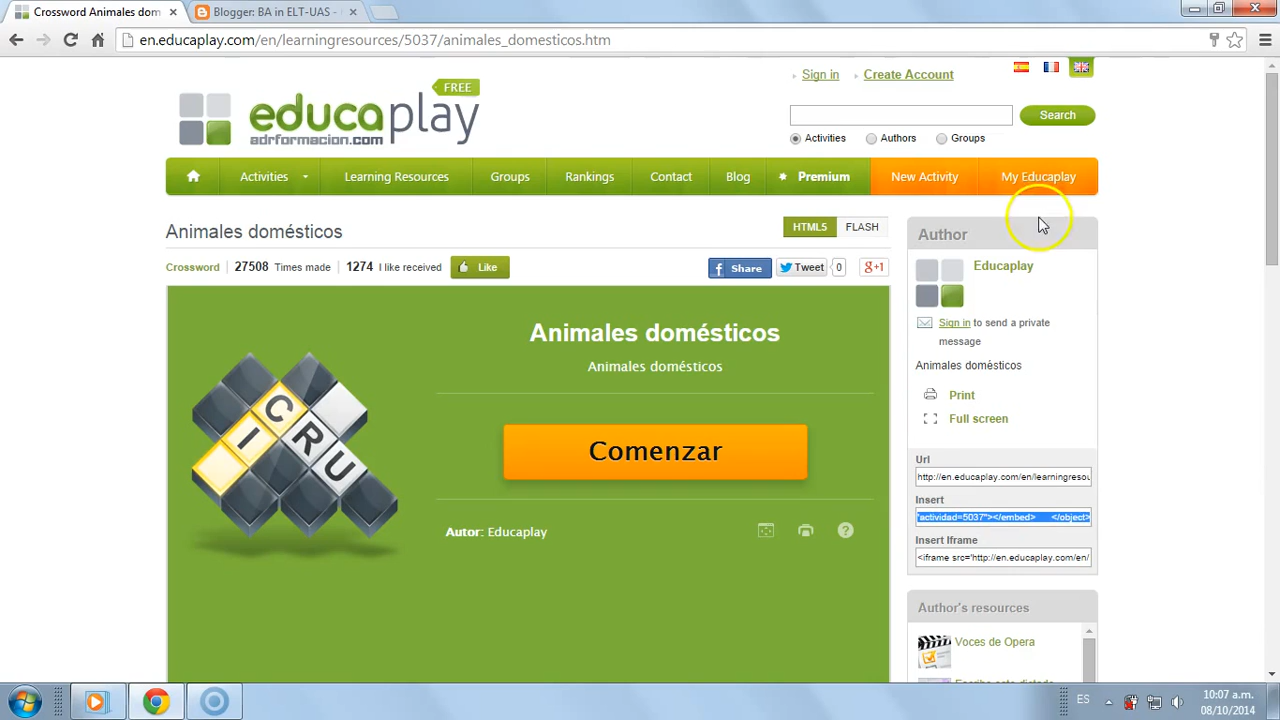 Crossword Animales dom
Blogger: BA in ELT-UAS -
en.educaplay.com/en/learningresources/5037/animales_domesticos.htm
Sign in
Create Account
FREE
educaplay
adrformacion.com
Search
Activities
Authors
Groups
Activities
Learning Resources
Groups
Rankings
Contact
Blog
Premium
New Activity
My Educaplay
Animales domésticos
HTML5
FLASH
Crossword
27508 Times made
1274 I like received
Like
Share
Tweet
0
+1
Author
Educaplay
Sign in to send a private
message
Animales domésticos
Print
Full screen
Url
http://en.educaplay.com/en/learningresou
Insert
"actividad=5037"></embed> </object>
Insert Iframe
<iframe src='http://en.educaplay.com/en/
Author's resources
Voces de Opera
Animales domésticos
Animales domésticos
Comenzar
Autor: Educaplay
C
I R
U
ES
10:07 a.m.
08/10/2014